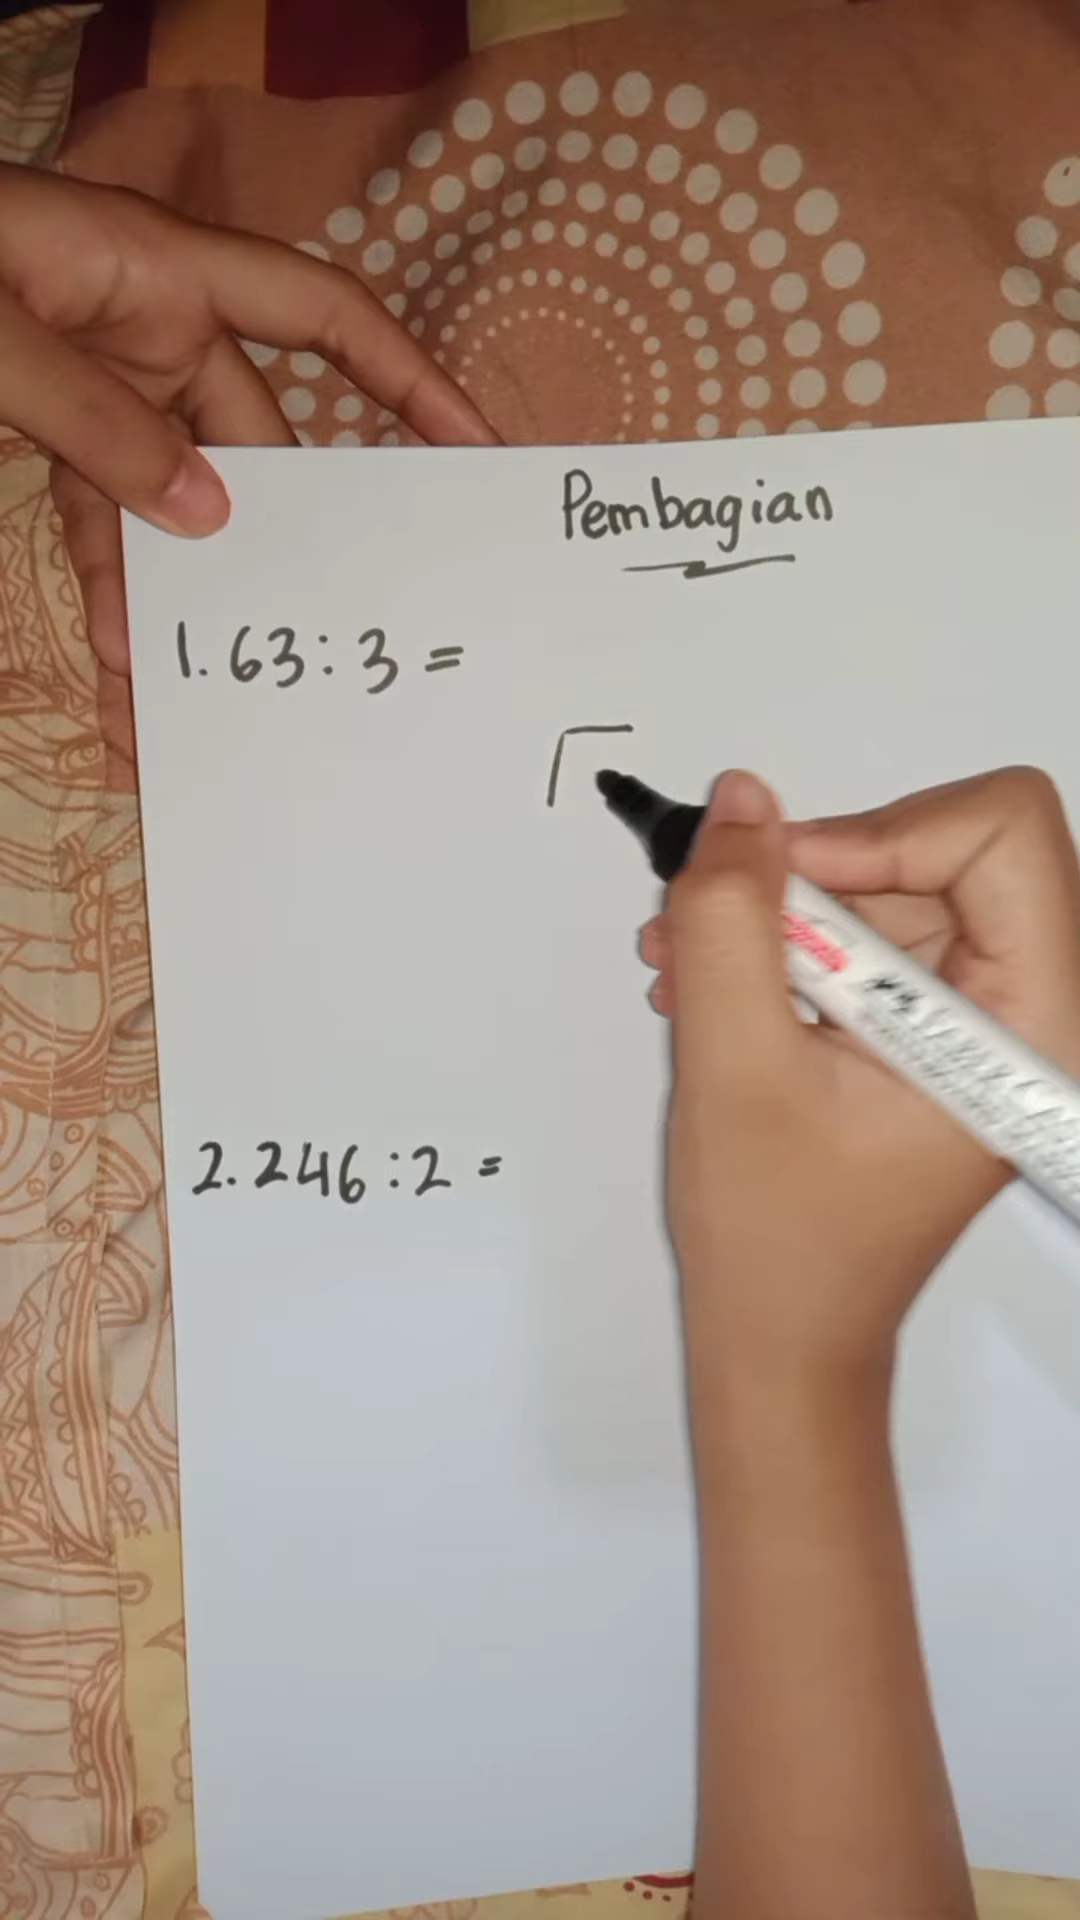 Pembagian
1. 63 : 3 =
2. 246 : 2 =